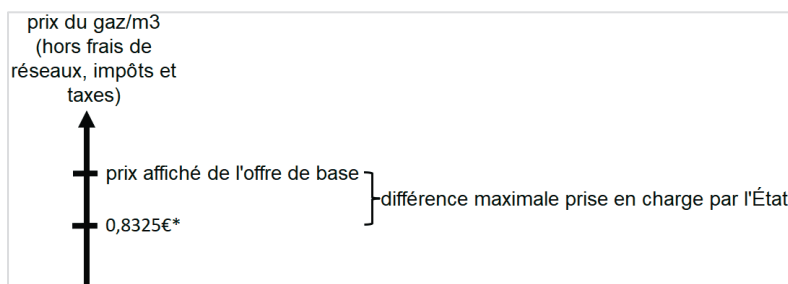 prix du gaz/m3
(hors frais de
réseaux, impôts et
taxes)
prix affiché de l'offre de base
différence maximale prise en charge par l'État
0,8325€*